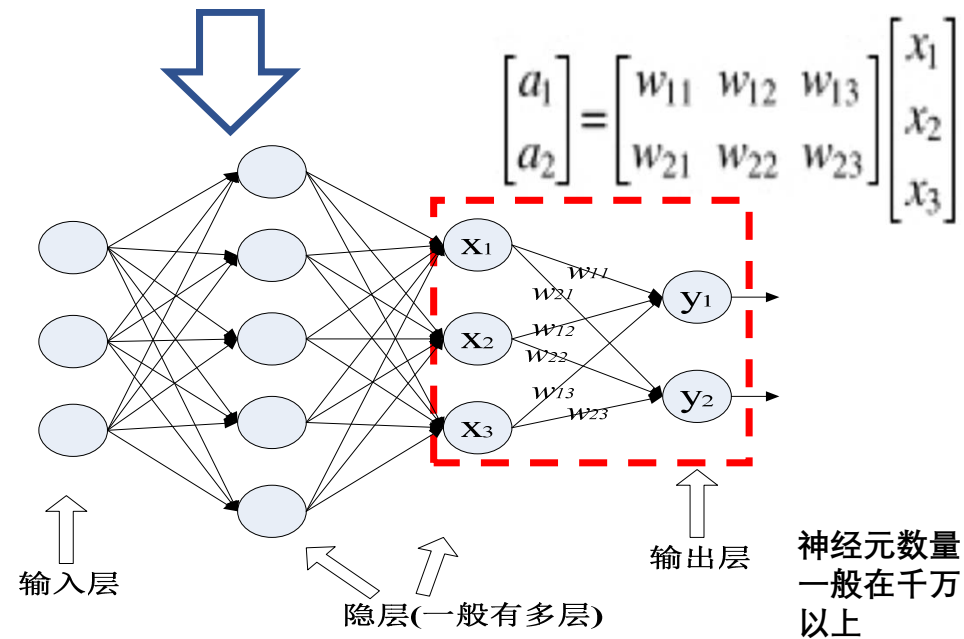 [a₁ a₂] = [w₁₁ w₁₂ w₁₃ w₂₁ w₂₂ w₂₃] [x₁ x₂ x₃]
x₁
w₁₁
w₂₁
y₁
x₂
w₁₂
w₂₂
w₁₃
y₂
x₃
w₂₃
输入层
隐层(一般有多层)
输出层
神经元数量
一般在千万
以上